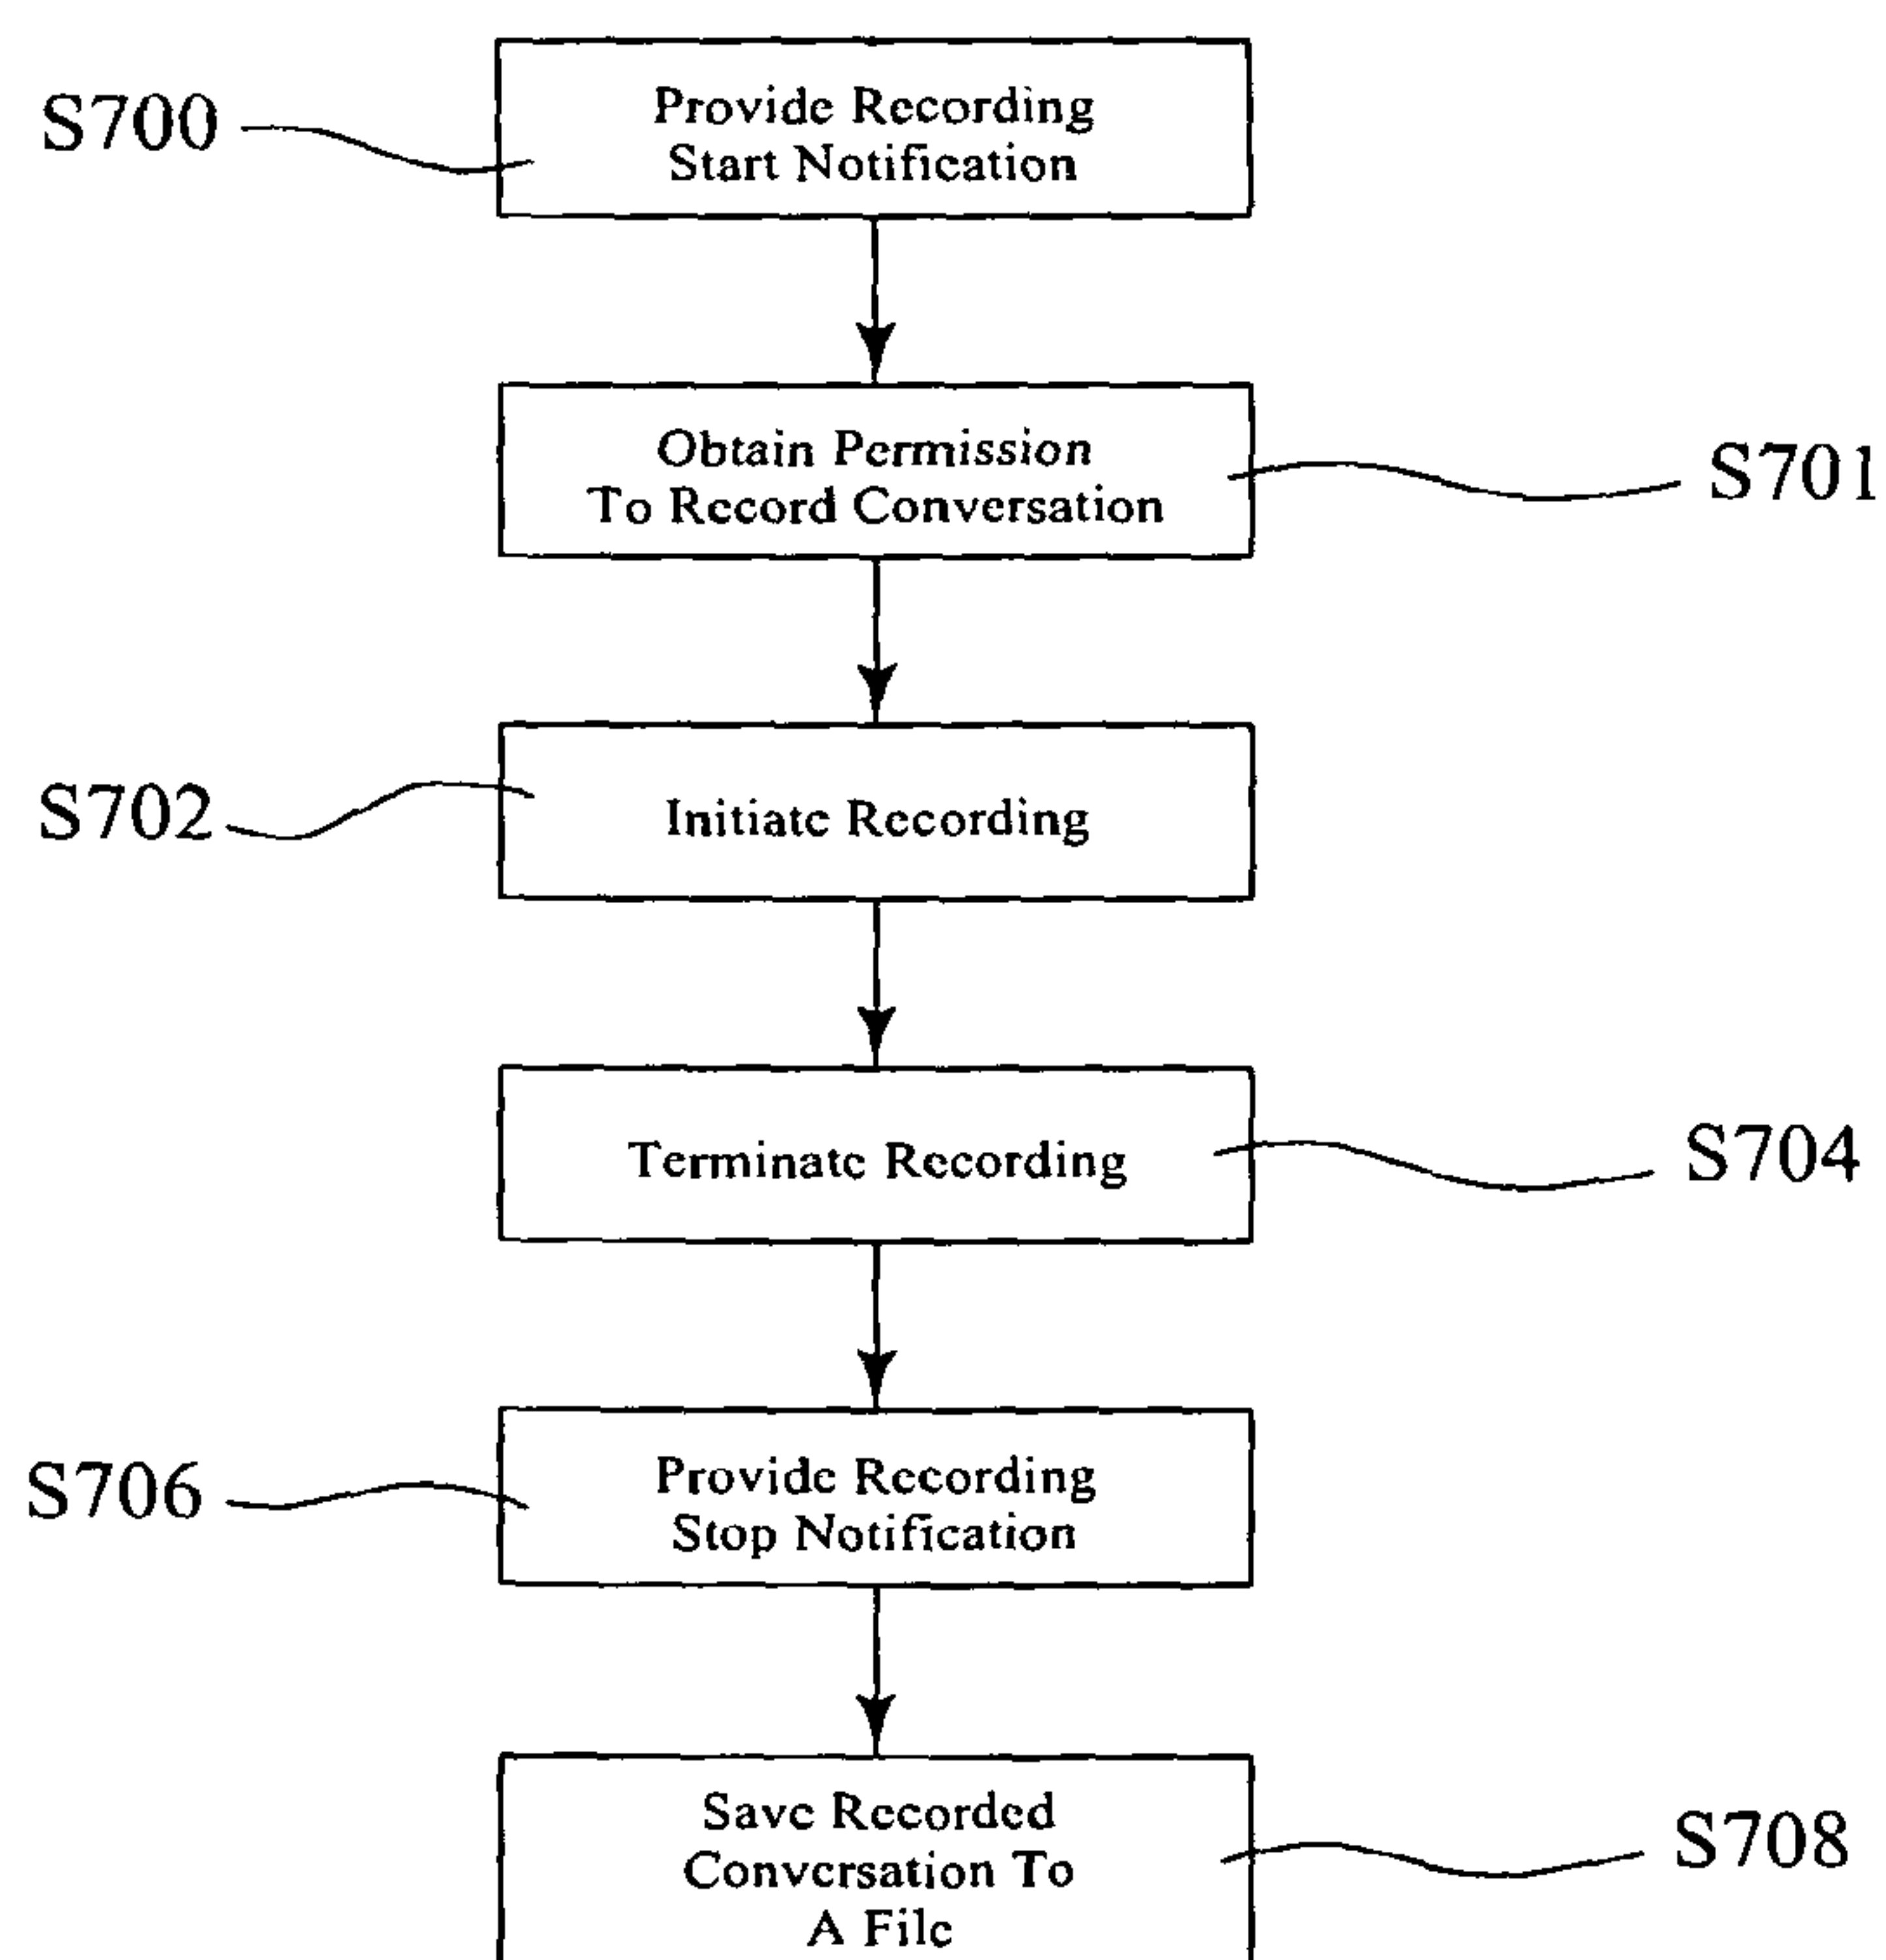 S700
Provide Recording
Start Notification
Obtain Permission
To Record Conversation
S701
S702
Initiate Recording
Terminate Recording
S704
S706
Provide Recording
Stop Notification
Save Recorded
Conversation To
A File
S708